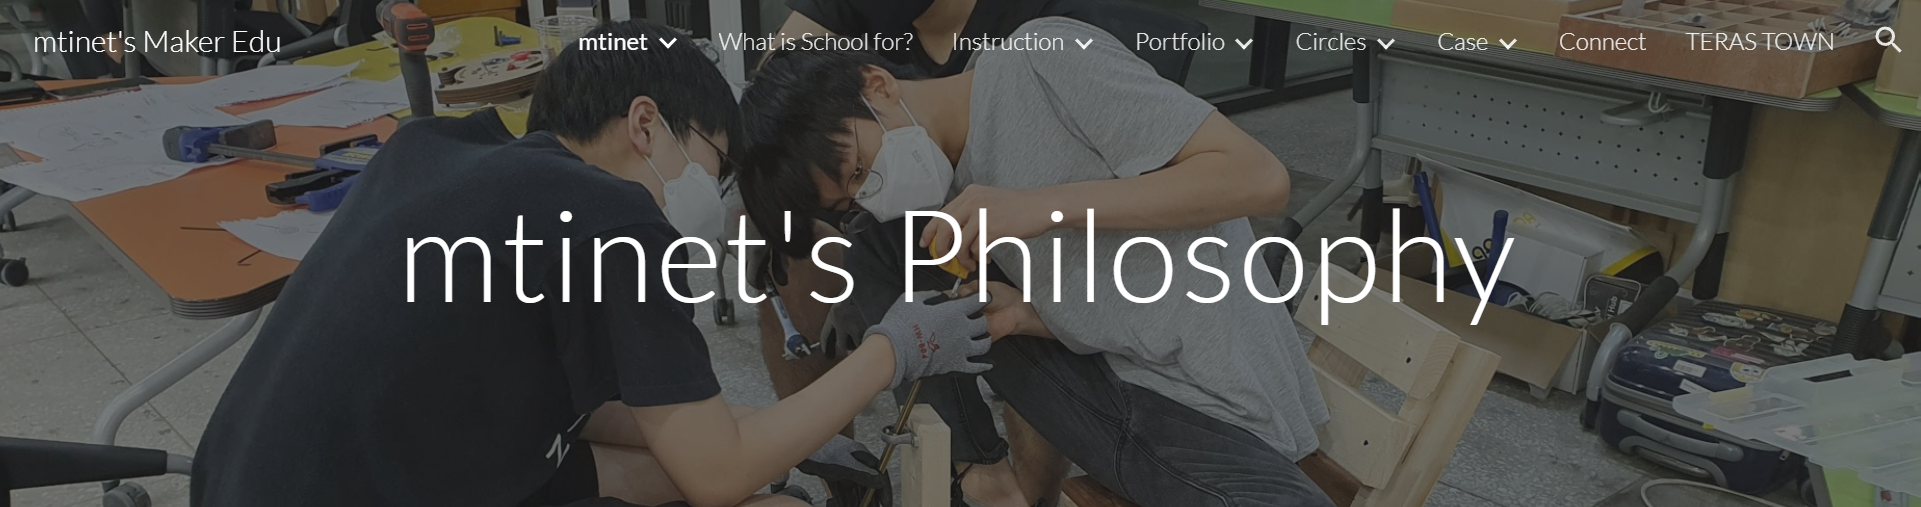 mtinet's Maker Edu
mtinet
What is School for?
Instruction
Portfolio
Circles
Case
Connect
TERAS TOWN
mtinet's Philosophy